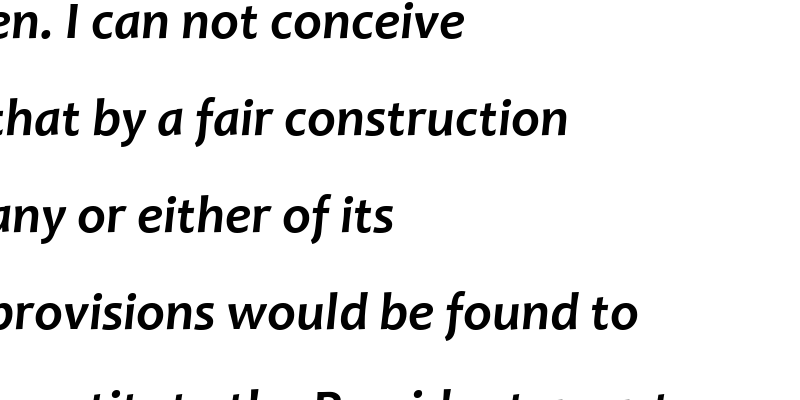 en. I can not conceive
that by a fair construction
any or either of its
provisions would be found to